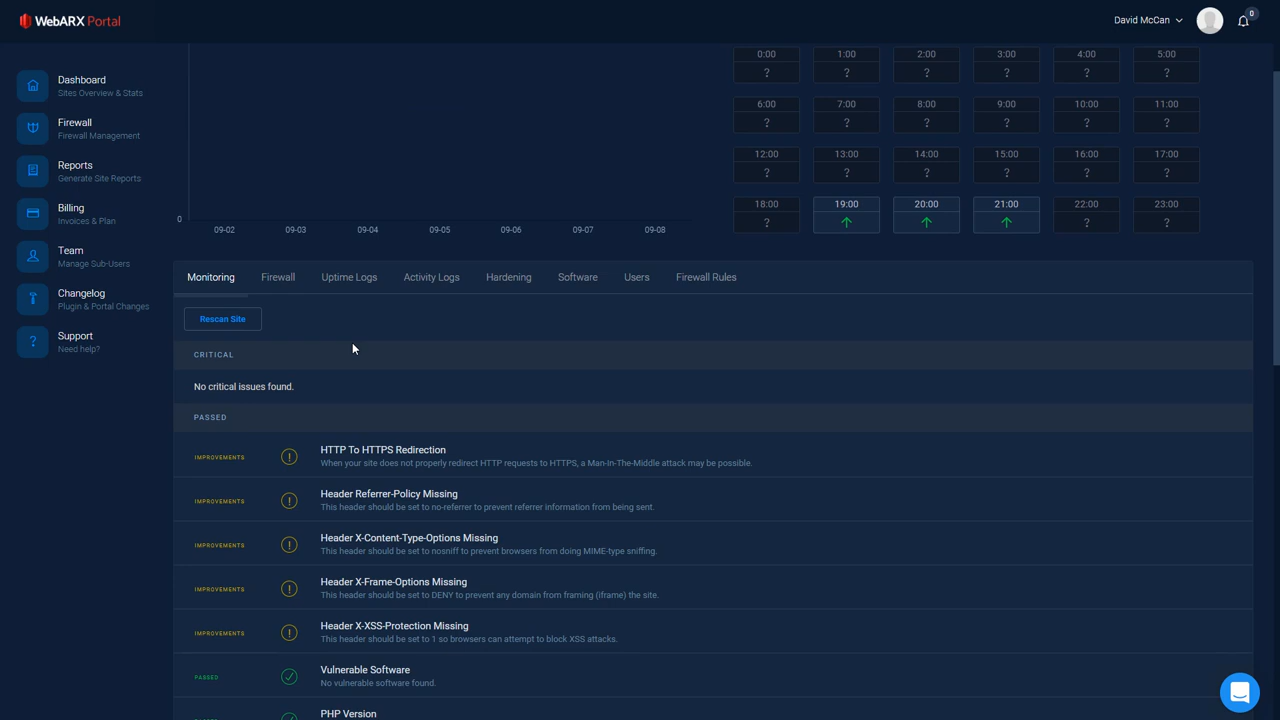 WebARX Portal
David McCan
0
Dashboard
Sites Overview & Stats
Firewall
Firewall Management
Reports
Generate Site Reports
Billing
Invoices & Plan
Team
Manage Sub-Users
Changelog
Plugin & Portal Changes
?
Support
Need help?
0
09-02 09-03 09-04 09-05 09-06 09-07 09-08
0:00 1:00 2:00 3:00 4:00 5:00
? ? ? ? ? ?
6:00 7:00 8:00 9:00 10:00 11:00
? ? ? ? ? ?
12:00 13:00 14:00 15:00 16:00 17:00
? ? ? ? ? ?
18:00 19:00 20:00 21:00 22:00 23:00
? ? ?
Monitoring Firewall Uptime Logs Activity Logs Hardening Software Users Firewall Rules
Rescan Site
CRITICAL
No critical issues found.
PASSED
IMPROVEMENTS ! HTTP To HTTPS Redirection
When your site does not properly redirect HTTP requests to HTTPS, a Man-In-The-Middle attack may be possible.
IMPROVEMENTS ! Header Referrer-Policy Missing
This header should be set to no-referrer to prevent referrer information from being sent.
IMPROVEMENTS ! Header X-Content-Type-Options Missing
This header should be set to nosniff to prevent browsers from doing MIME-type sniffing.
IMPROVEMENTS ! Header X-Frame-Options Missing
This header should be set to DENY to prevent any domain from framing (iframe) the site.
IMPROVEMENTS ! Header X-XSS-Protection Missing
This header should be set to 1 so browsers can attempt to block XSS attacks.
PASSED Vulnerable Software
No vulnerable software found.
PHP Version